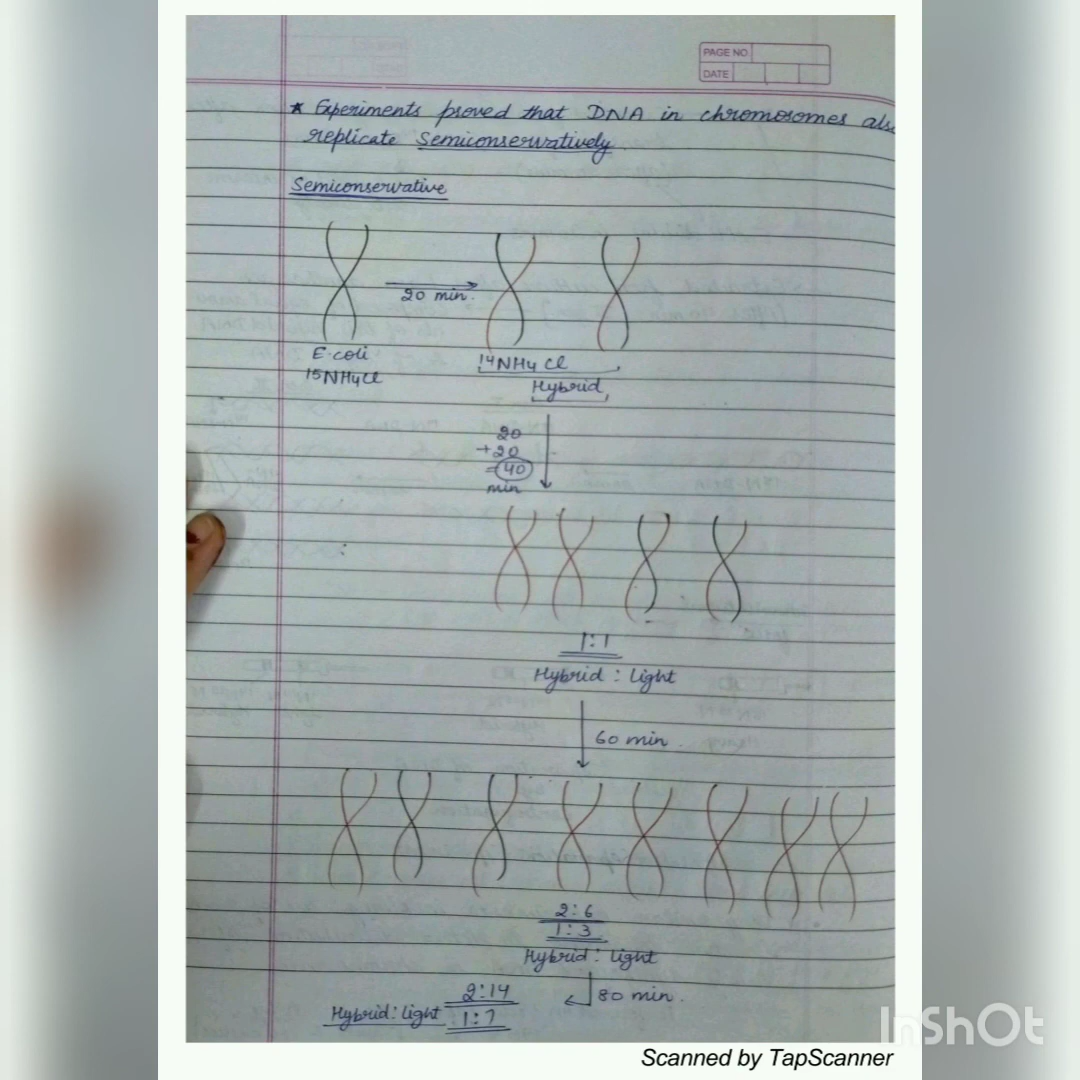 PAGE NO
DATE
★ Experiments proved that DNA in chromosomes also
replicate Semiconservatively
Semiconservative
20 min.
E.coli
15NH4Cl
14NH4Cl
Hybrid
20
+20
=40
min
1:1
Hybrid : light
60 min.
2:6
1:3
Hybrid : light
80 min.
2:14
Hybrid : light 1:7
InShOt
Scanned by TapScanner